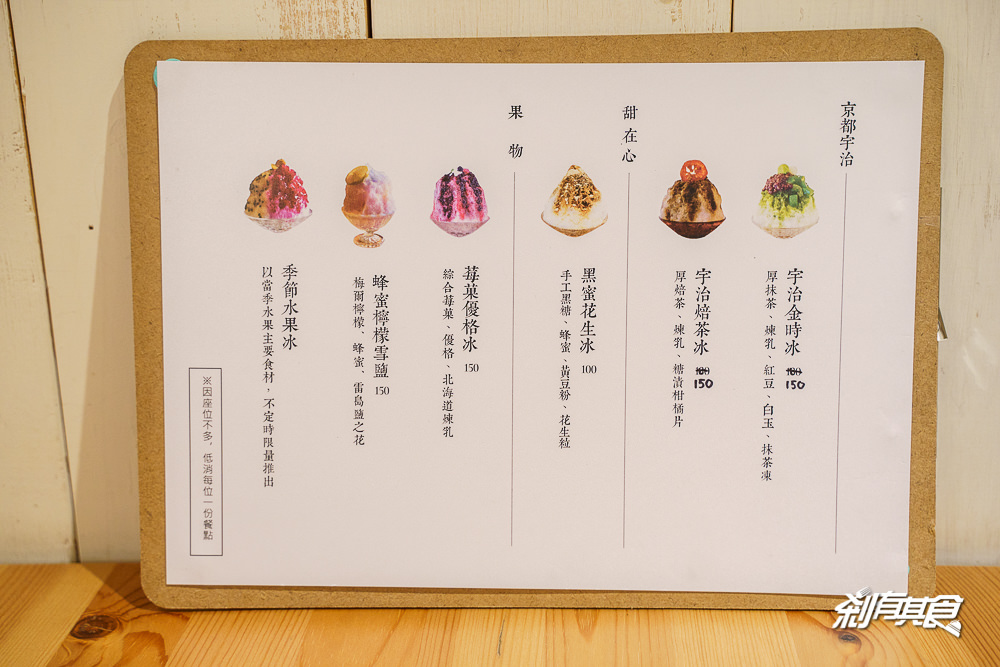 京都宇治
宇治金時冰 150
厚抹茶、煉乳、紅豆、白玉、抹茶凍
宇治焙茶冰 150
厚焙茶、煉乳、糖漬柑橘片
甜在心
黑蜜花生冰 100
手工黑糖、蜂蜜、黃豆粉、花生粒
果物
莓菓優格冰 150
綜合莓菓、優格、北海道煉乳
蜂蜜檸檬雪鹽 150
梅爾檸檬、蜂蜜、雷島鹽之花
季節水果冰
以當季水果主要食材,不定時限量推出
※因座位不多,低消每位一份餐點
剎有其食